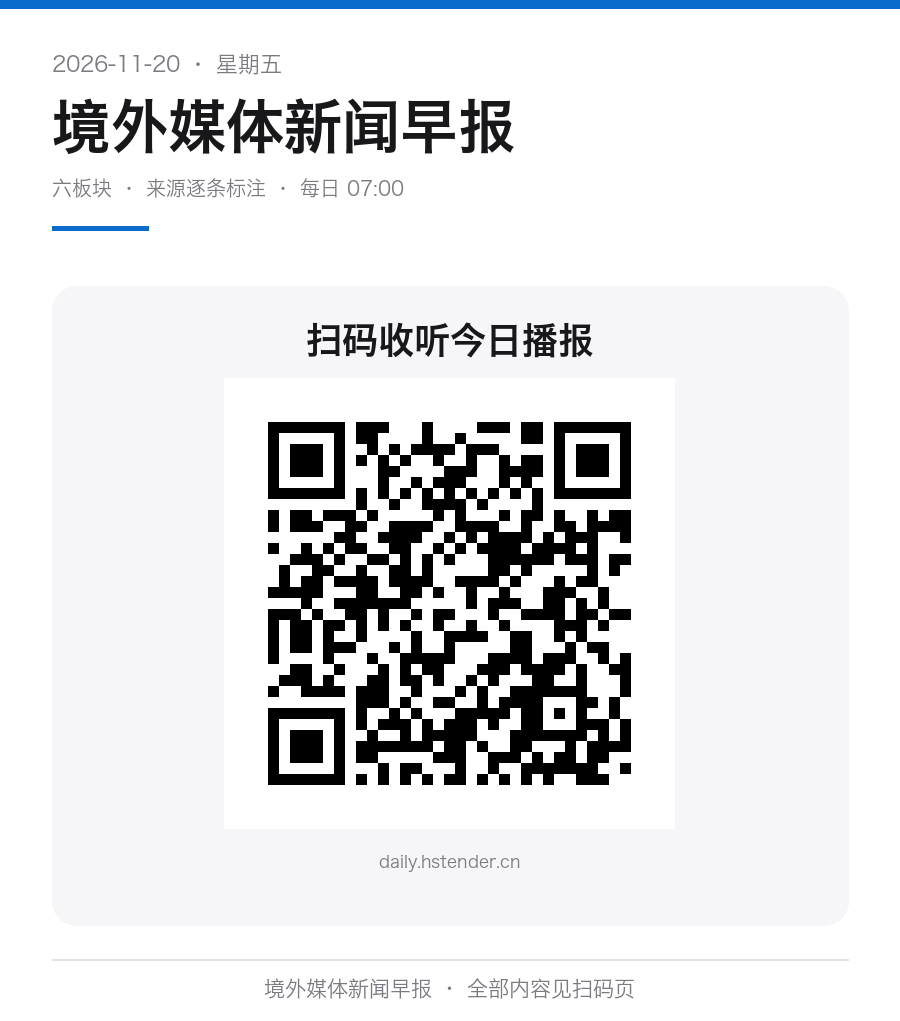 2026-11-20 · 星期五
境外媒体新闻早报
六板块 · 来源逐条标注 · 每日 07:00
扫码收听今日播报
daily.hstender.cn
境外媒体新闻早报 · 全部内容见扫码页